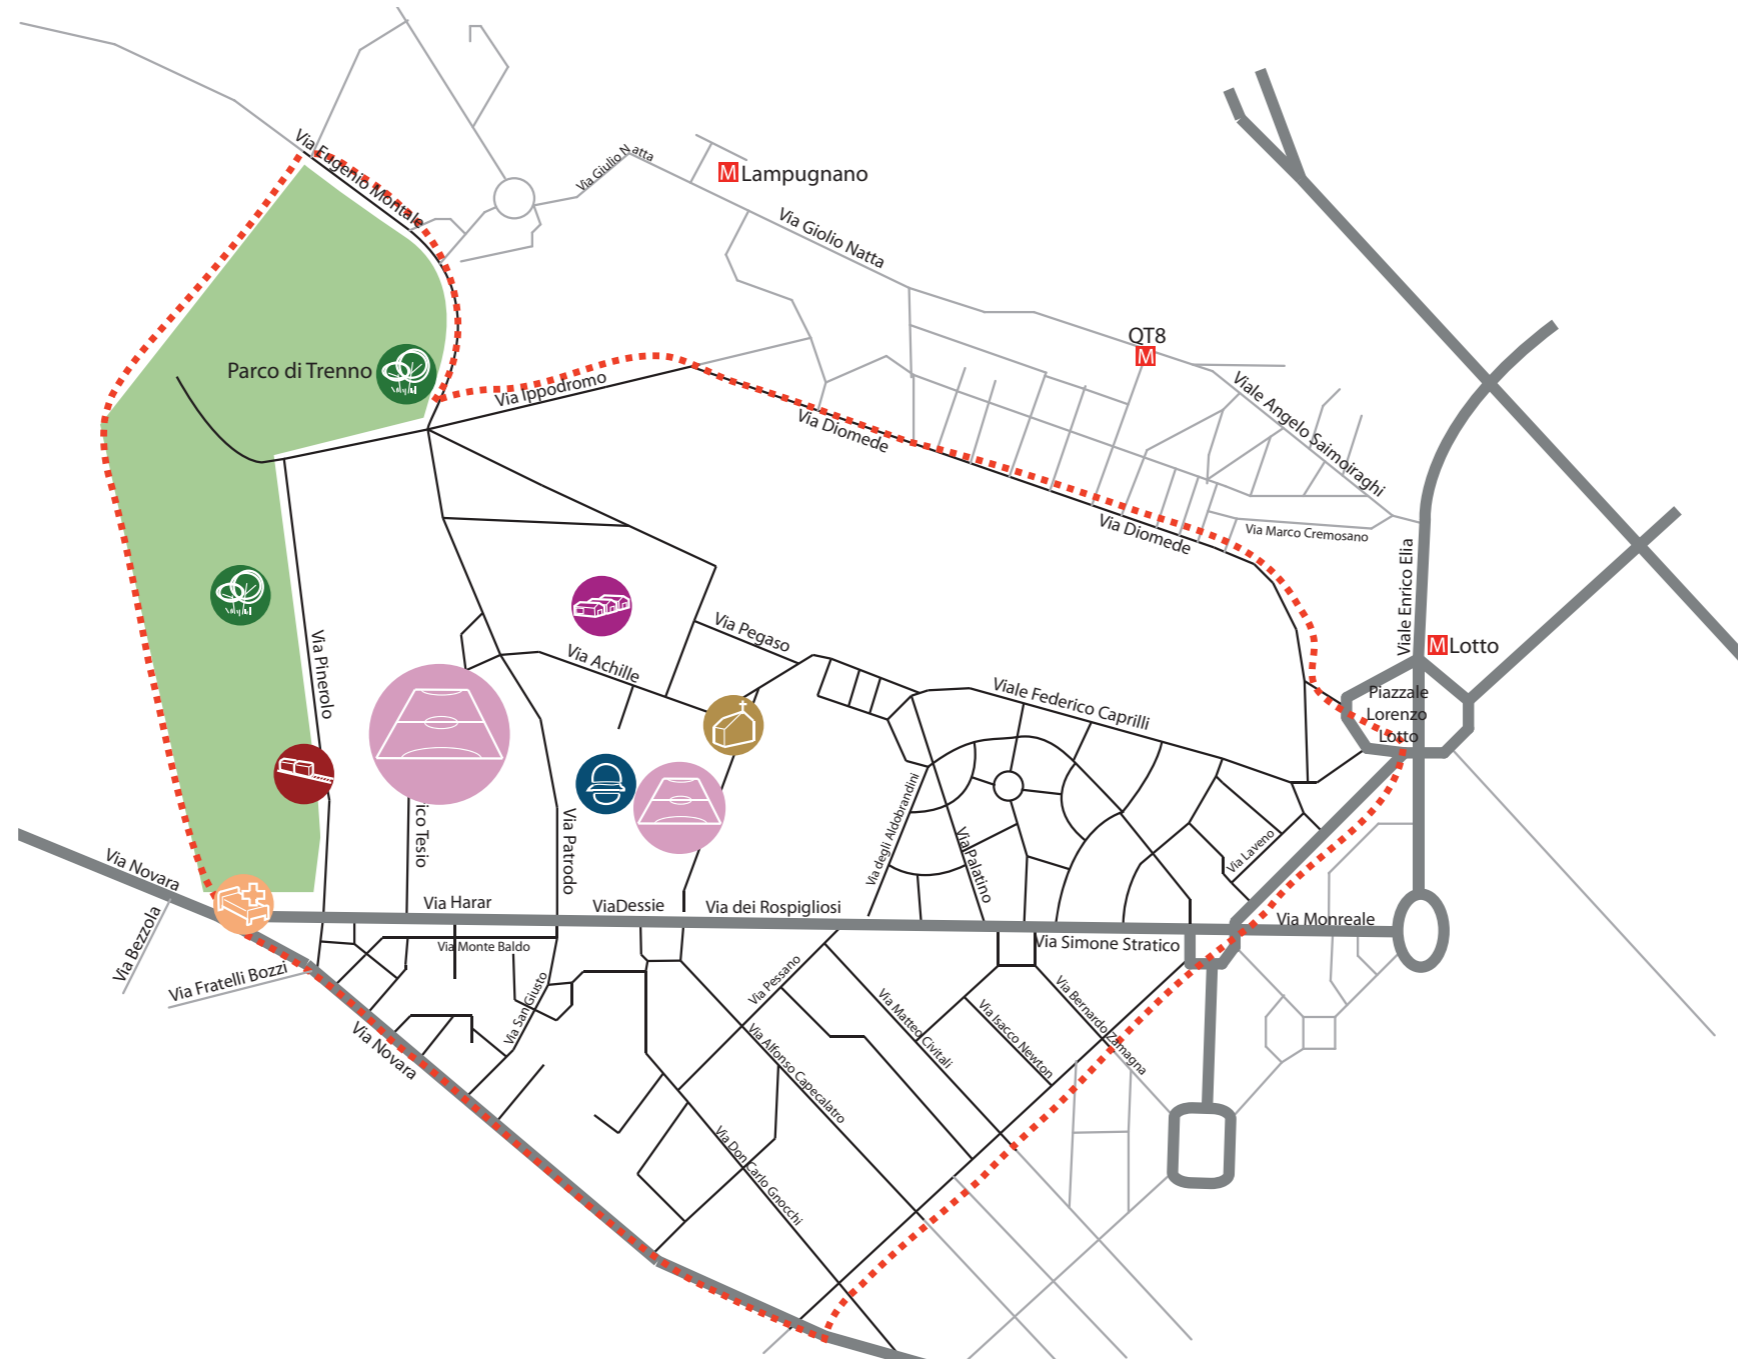 Via Eugenio Montale
Via Giulio Natta
M Lampugnano
Via Giolio Natta
QT8
M
Viale Angelo Saimoiraghi
Parco di Trenno
Via Ippodromo
Via Diomede
Via Diomede
Via Marco Cremosano
Viale Enrico Elia
M Lotto
Piazzale
Lorenzo
Lotto
Via Pinerolo
Via Achille
Via Pegaso
Viale Federico Caprilli
ico Tesio
Via Patrodo
Via degli Aldobrandini
Via Palatino
Via Laveno
Via Novara
Via Bezzola
Via Fratelli Bozzi
Via Harar
ViaDessie
Via dei Rospigliosi
Via Simone Stratico
Via Monreale
Via Monte Baldo
Via San Giusto
Via Novara
Via Pessano
Via Matteo Civitali
Via Isacco Newton
Via Bernardo Zamagna
Via Alfonso Capecalatro
Via Don Carlo Gnocchi